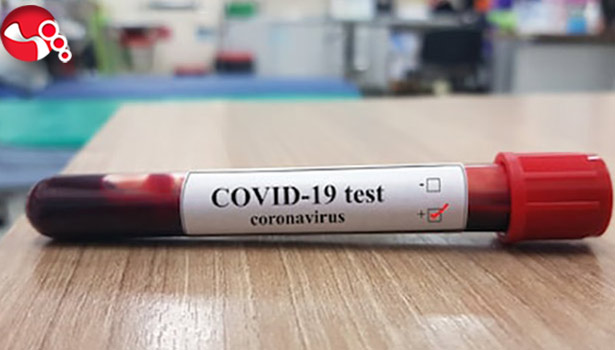 COVID-19 test
coronavirus
- ☐
+ ☑